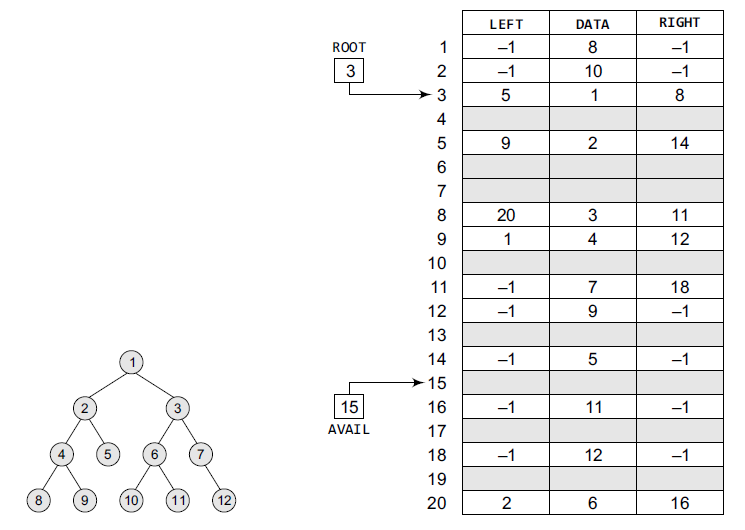 LEFT DATA RIGHT
ROOT 1 –1 8 –1
3 2 –1 10 –1
3 5 1 8
4
5 9 2 14
6
7
8 20 3 11
9 1 4 12
10
11 –1 7 18
12 –1 9 –1
13
14 –1 5 –1
15
15 16 –1 11 –1
AVAIL 17
18 –1 12 –1
19
20 2 6 16
1
2 3
4 5 6 7
8 9 10 11 12